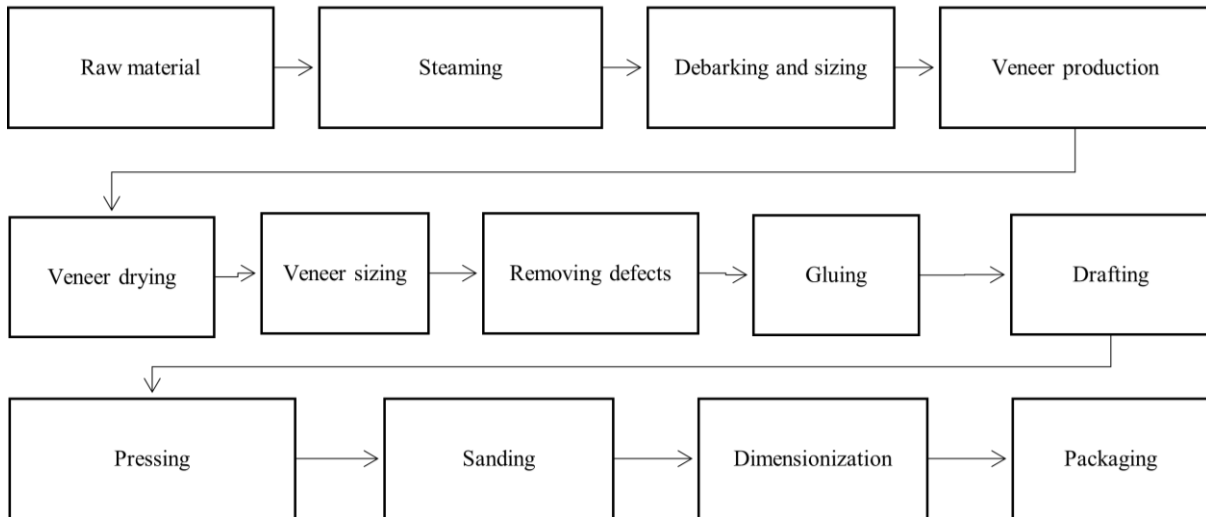 Raw material
Steaming
Debarking and sizing
Veneer production
Veneer drying
Veneer sizing
Removing defects
Gluing
Drafting
Pressing
Sanding
Dimensionization
Packaging